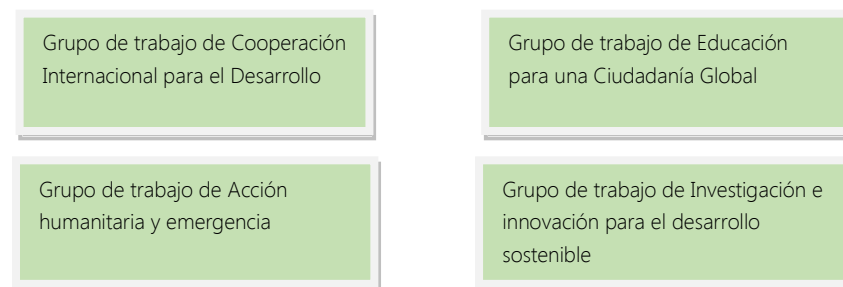 Grupo de trabajo de Cooperación
Internacional para el Desarrollo
Grupo de trabajo de Educación
para una Ciudadanía Global
Grupo de trabajo de Acción
humanitaria y emergencia
Grupo de trabajo de Investigación e
innovación para el desarrollo
sostenible